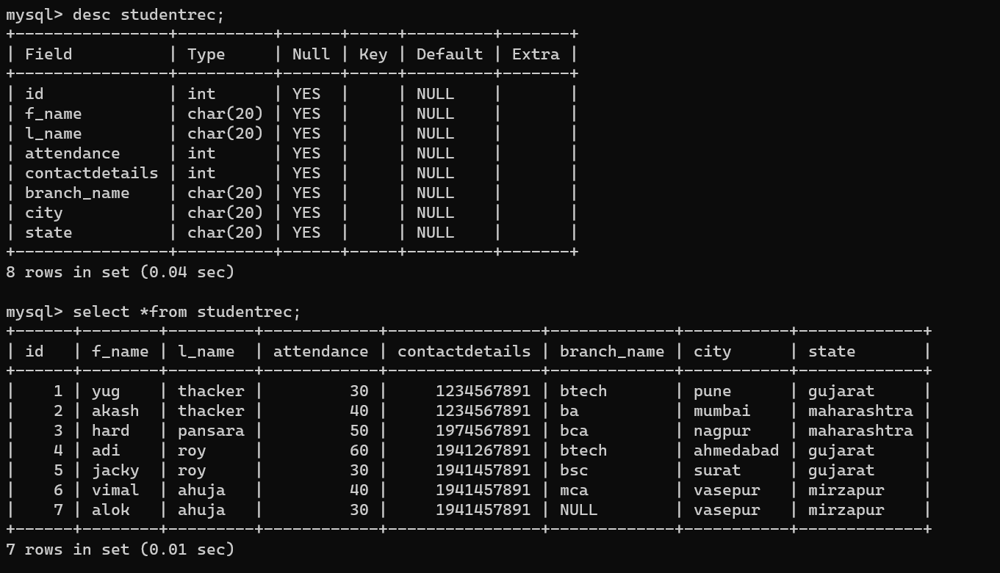 mysql> desc studentrec;
+----------------+----------+------+-----+---------+-------+
| Field          | Type     | Null | Key | Default | Extra |
+----------------+----------+------+-----+---------+-------+
| id             | int      | YES  |     | NULL    |       |
| f_name         | char(20) | YES  |     | NULL    |       |
| l_name         | char(20) | YES  |     | NULL    |       |
| attendance     | int      | YES  |     | NULL    |       |
| contactdetails | int      | YES  |     | NULL    |       |
| branch_name    | char(20) | YES  |     | NULL    |       |
| city           | char(20) | YES  |     | NULL    |       |
| state          | char(20) | YES  |     | NULL    |       |
+----------------+----------+------+-----+---------+-------+
8 rows in set (0.04 sec)

mysql> select *from studentrec;
+------+--------+---------+------------+----------------+-------------+-----------+-------------+
| id   | f_name | l_name  | attendance | contactdetails | branch_name | city      | state       |
+------+--------+---------+------------+----------------+-------------+-----------+-------------+
|    1 | yug    | thacker |         30 |     1234567891 | btech       | pune      | gujarat     |
|    2 | akash  | thacker |         40 |     1234567891 | ba          | mumbai    | maharashtra |
|    3 | hard   | pansara |         50 |     1974567891 | bca         | nagpur    | maharashtra |
|    4 | adi    | roy     |         60 |     1941267891 | btech       | ahmedabad | gujarat     |
|    5 | jacky  | roy     |         30 |     1941457891 | bsc         | surat     | gujarat     |
|    6 | vimal  | ahuja   |         40 |     1941457891 | mca         | vasepur   | mirzapur    |
|    7 | alok   | ahuja   |         30 |     1941457891 | NULL        | vasepur   | mirzapur    |
+------+--------+---------+------------+----------------+-------------+-----------+-------------+
7 rows in set (0.01 sec)